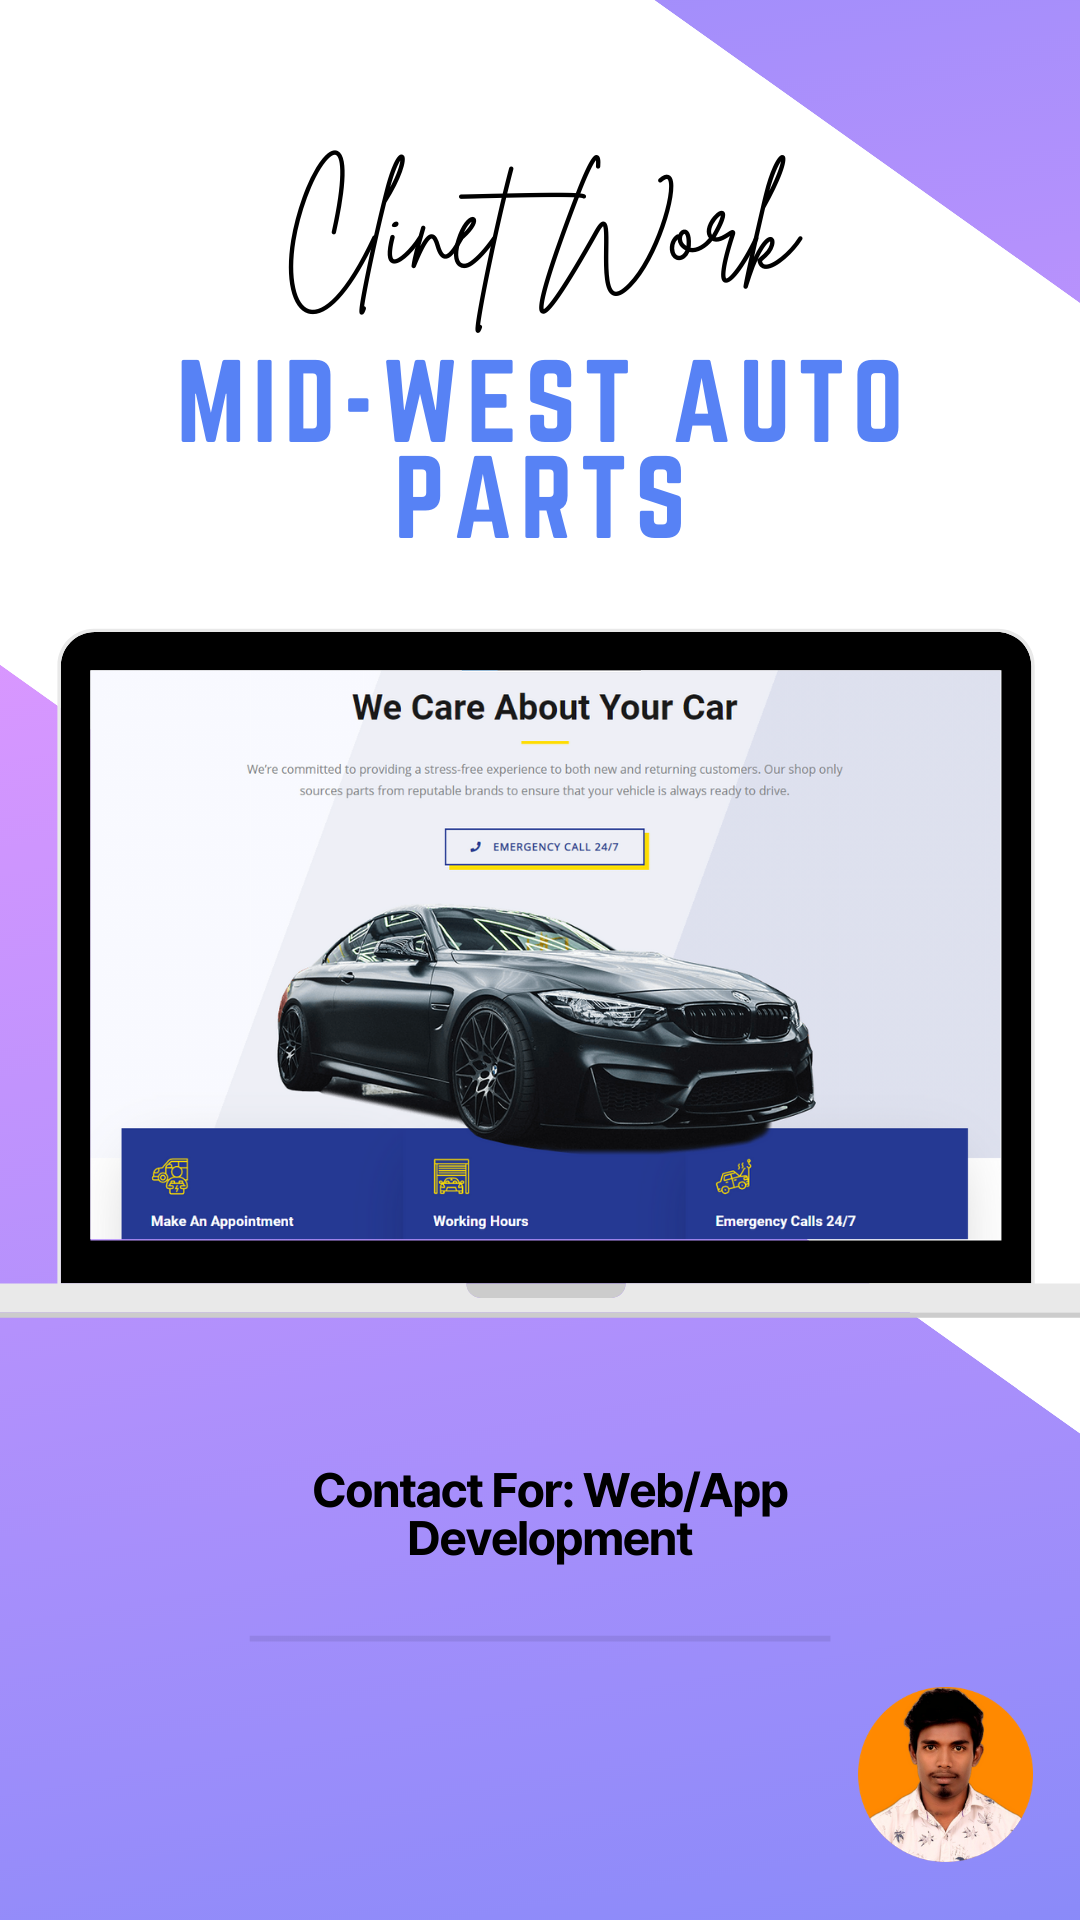 Clinet Work
MID-WEST AUTO
PARTS
We Care About Your Car
We're committed to providing a stress-free experience to both new and returning customers. Our shop only
sources parts from reputable brands to ensure that your vehicle is always ready to drive.
EMERGENCY CALL 24/7
Make An Appointment
Working Hours
Emergency Calls 24/7
Contact For: Web/App
Development